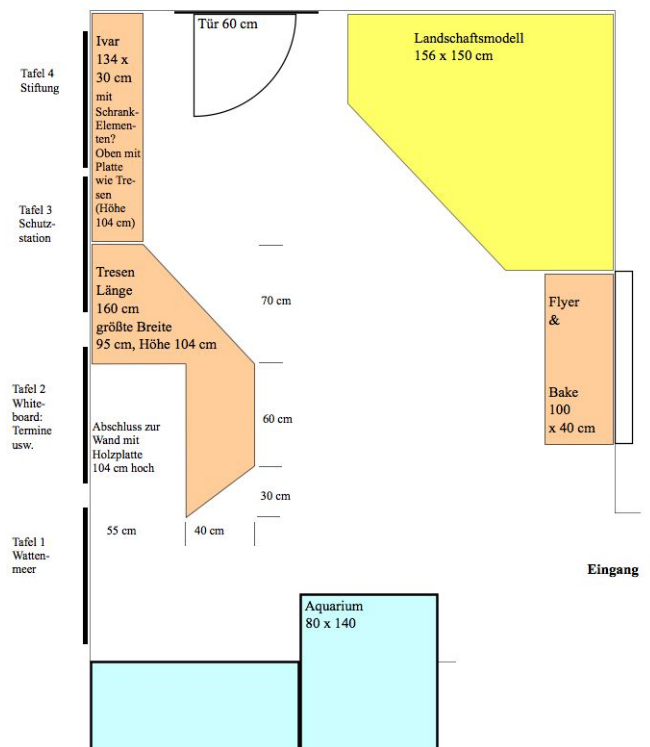 Tafel 4
Stiftung
Tafel 3
Schutz-
station
Tafel 2
White-
board:
Termine
usw.
Tafel 1
Watten-
meer
Ivar
134 x
30 cm
mit
Schrank-
Elemen-
ten?
Oben mit
Platte
wie Tre-
sen
(Höhe
104 cm)
Tür 60 cm
Landschaftsmodell
156 x 150 cm
Tresen
Länge
160 cm
größte Breite
95 cm, Höhe 104 cm
70 cm
60 cm
30 cm
Abschluss zur
Wand mit
Holzplatte
104 cm hoch
55 cm
40 cm
Flyer
&
Bake
100
x 40 cm
Eingang
Aquarium
80 x 140